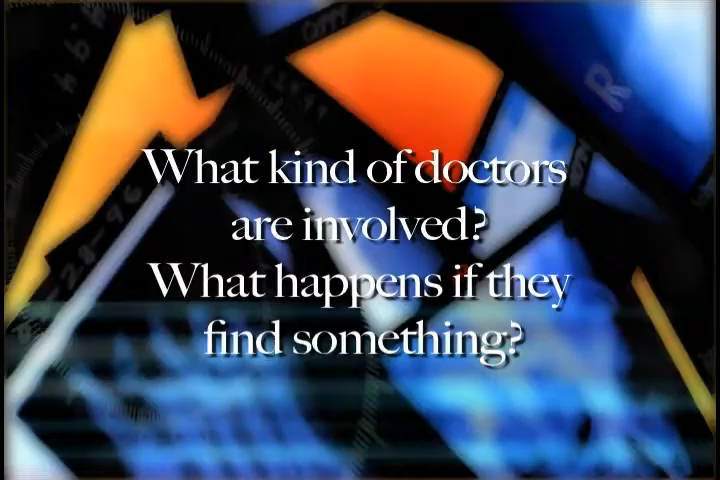 What kind of doctors
are involved?
What happens if they
find something?
R